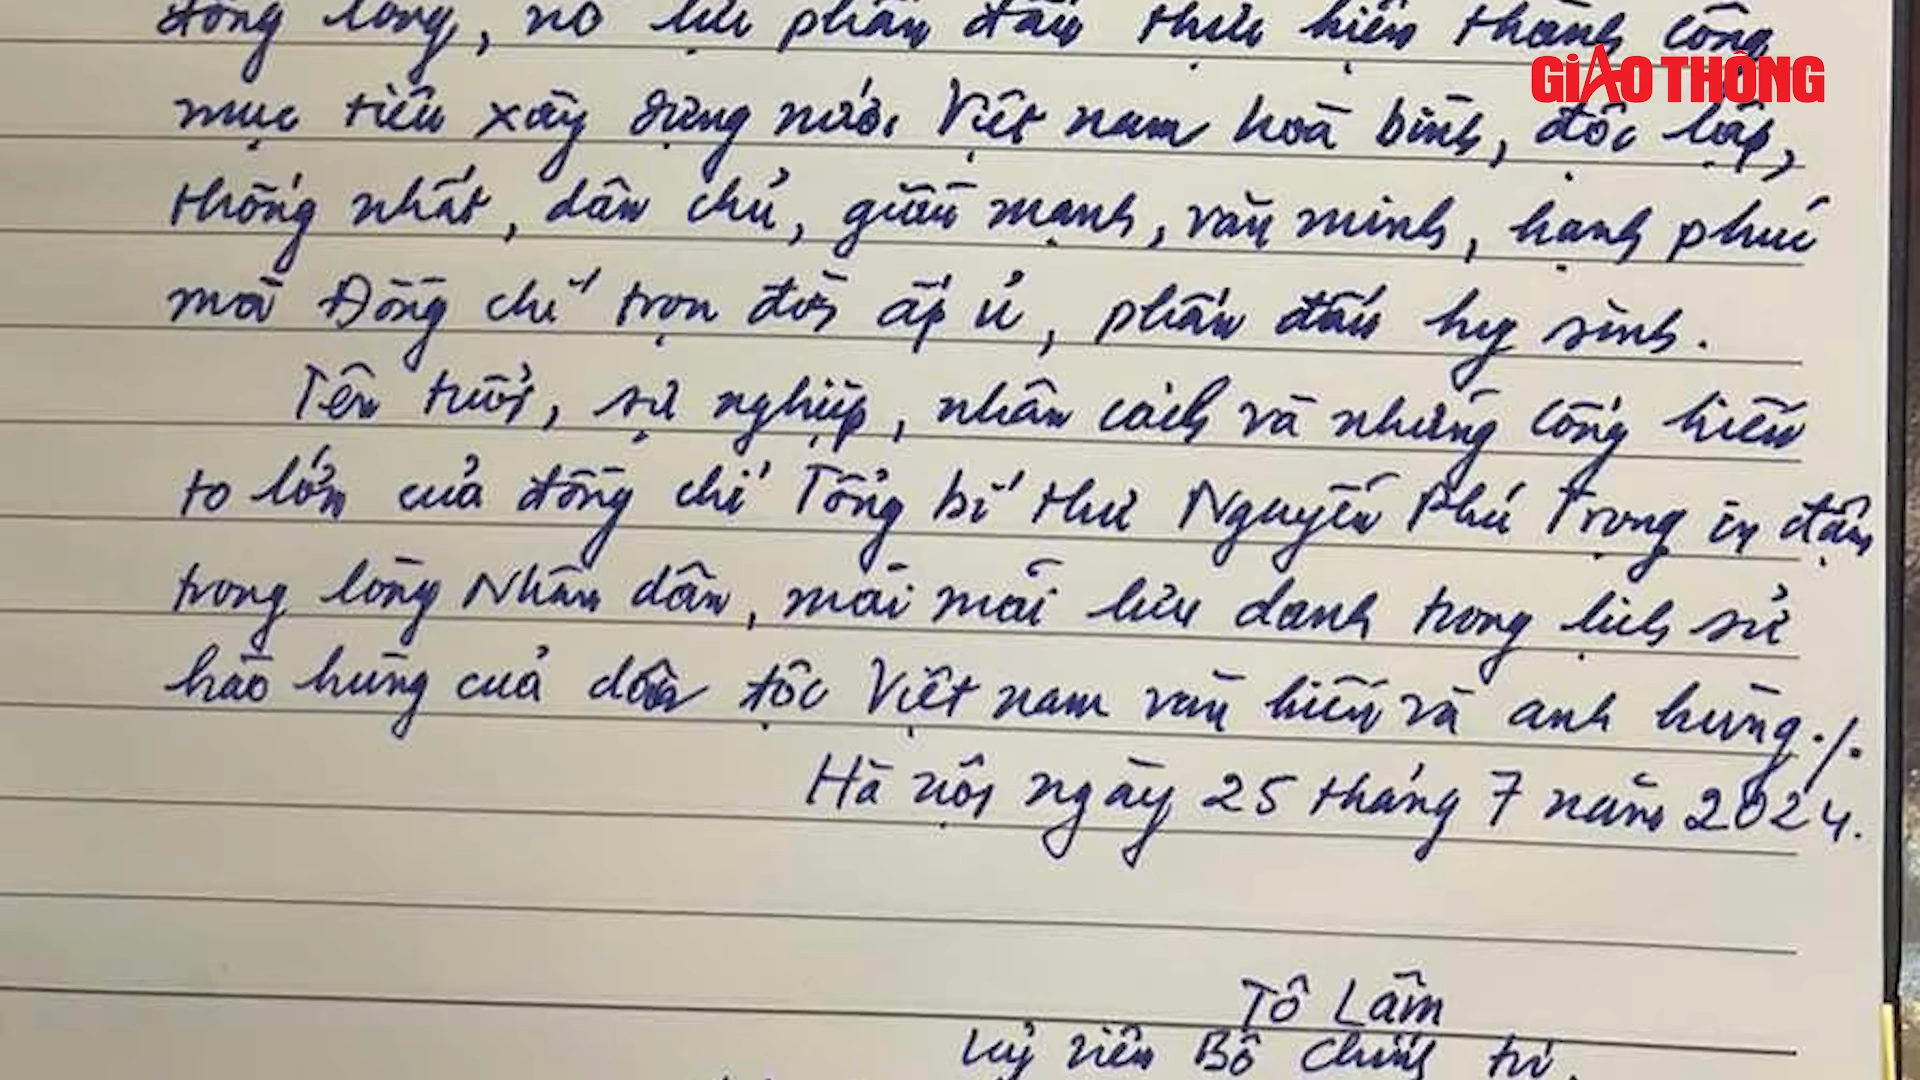 đồng lòng, nỗ lực phấn đấu thực hiện thành công
GIAO THÔNG
mục tiêu xây dựng nước Việt nam hoà bình, độc lập,
thống nhất, dân chủ, giàu mạnh, văn minh, hạnh phúc
mà Đồng chí trọn đời ấp ủ, phấn đấu hy sinh.
Tên tuổi, sự nghiệp, nhân cách và những cống hiến
to lớn của đồng chí Tổng bí thư Nguyễn Phú Trọng in đậm
trong lòng Nhân dân, mãi mãi lưu danh trong lịch sử
hào hùng của dân tộc Việt nam văn hiến và anh hùng./.
Hà nội ngày 25 tháng 7 năm 2024.
Tô Lâm
Uỷ viên Bộ Chính trị,